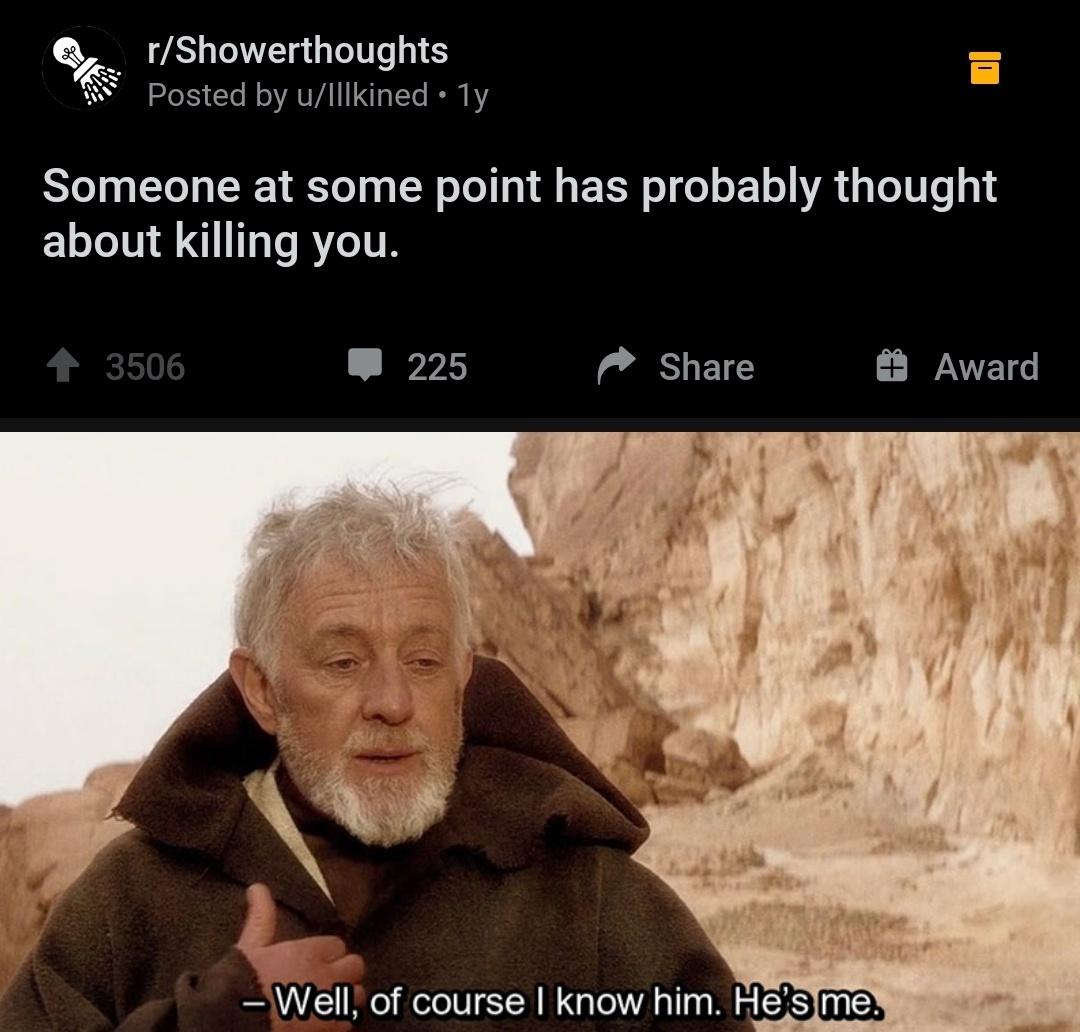 r/Showerthoughts
Posted by u/Illkined • 1y
Someone at some point has probably thought
about killing you.
3506 225 Share Award
– Well, of course I know him. He's me.